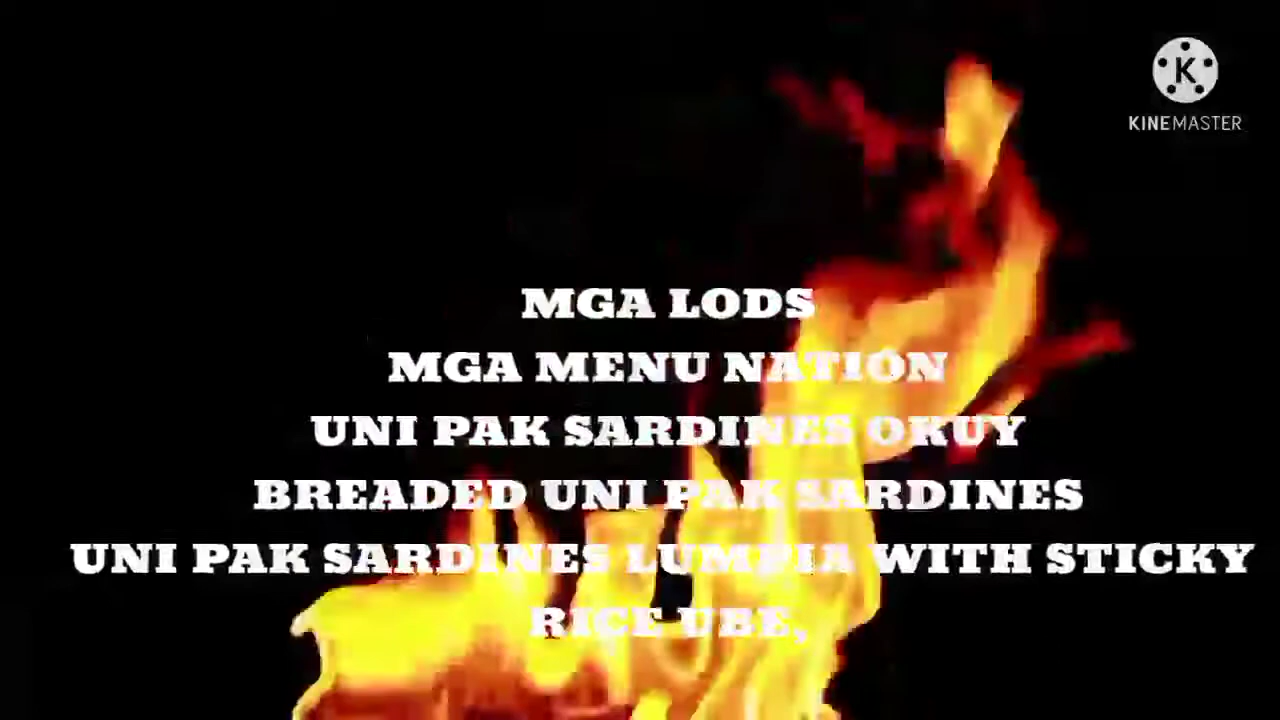 KINEMASTER
MGA LODS
MGA MENU NATION
UNI PAK SARDINES OKUY
BREADED UNI PAK SARDINES
UNI PAK SARDINES LUMPIA WITH STICKY
RICE UBE,